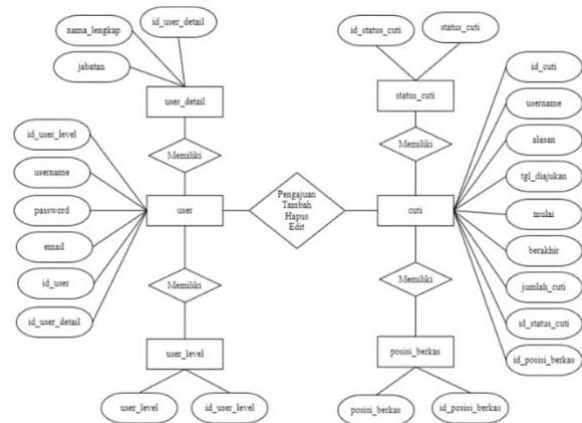 nama_lengkap
id_user_detail
jabatan
user_detail
Memiliki
id_user_level
username
password
email
id_user
id_user_detail
user
Memiliki
user_level
user_level
id_user_level
Pengajuan
Tambah
Hapus
Edit
id_status_cuti
status_cuti
status_cuti
Memiliki
cuti
Memiliki
posisi_berkas
posisi_berkas
id_posisi_berkas
id_cuti
username
alasan
tgl_diajukan
mulai
berakhir
jumlah_cuti
id_status_cuti
id_posisi_berkas